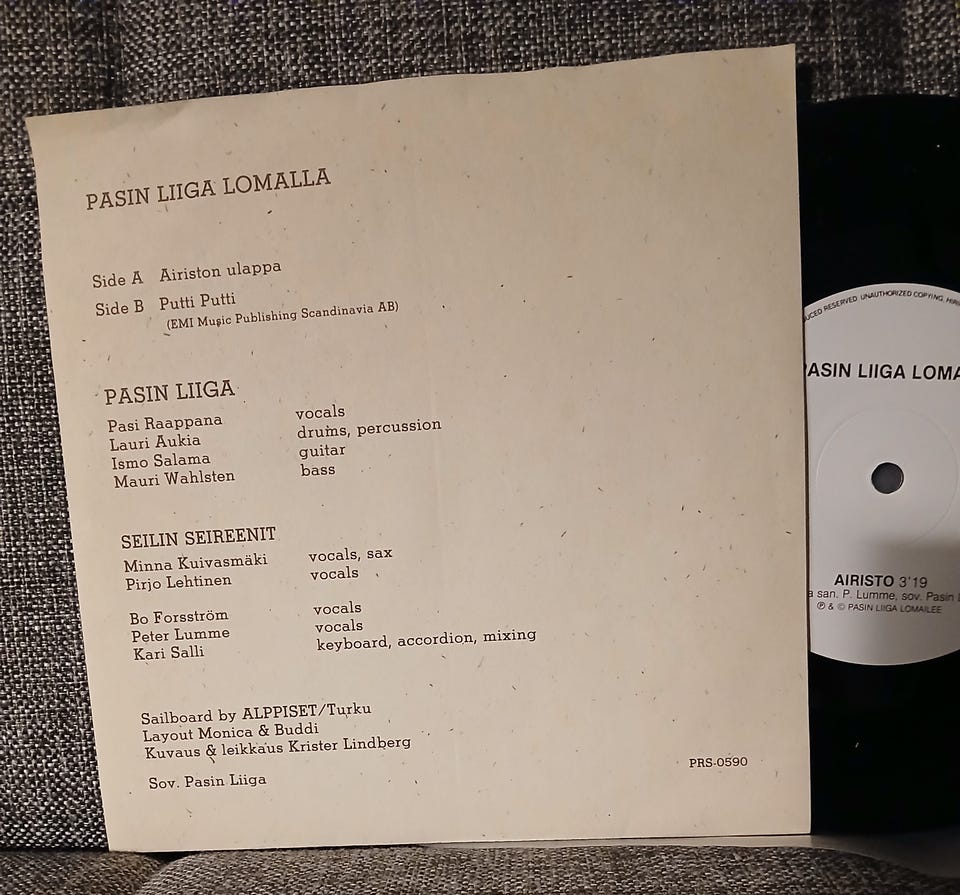 PASIN LIIGA LOMALLA
Side A Airiston ulappa
Side B Putti Putti
(EMI Music Publishing Scandinavia AB)
PASIN LIIGA
Pasi Raappana vocals
Lauri Aukia drums, percussion
Ismo Salama guitar
Mauri Wahlsten bass
SEILIN SEIREENIT
Minna Kuivasmäki vocals, sax
Pirjo Lehtinen vocals
Bo Forsström vocals
Peter Lumme vocals
Kari Salli keyboard, accordion, mixing
Sailboard by ALPPISET/Turku
Layout Monica & Buddi
Kuvaus & leikkaus Krister Lindberg
Sov. Pasin Liiga
PRS-0590
RESERVED UNAUTHORIZED COPYING,
PASIN LIIGA
AIRISTO 3'19
san. P. Lumme, sov. Pasin
Ⓟ & © PASIN LIIGA LOMAILEE